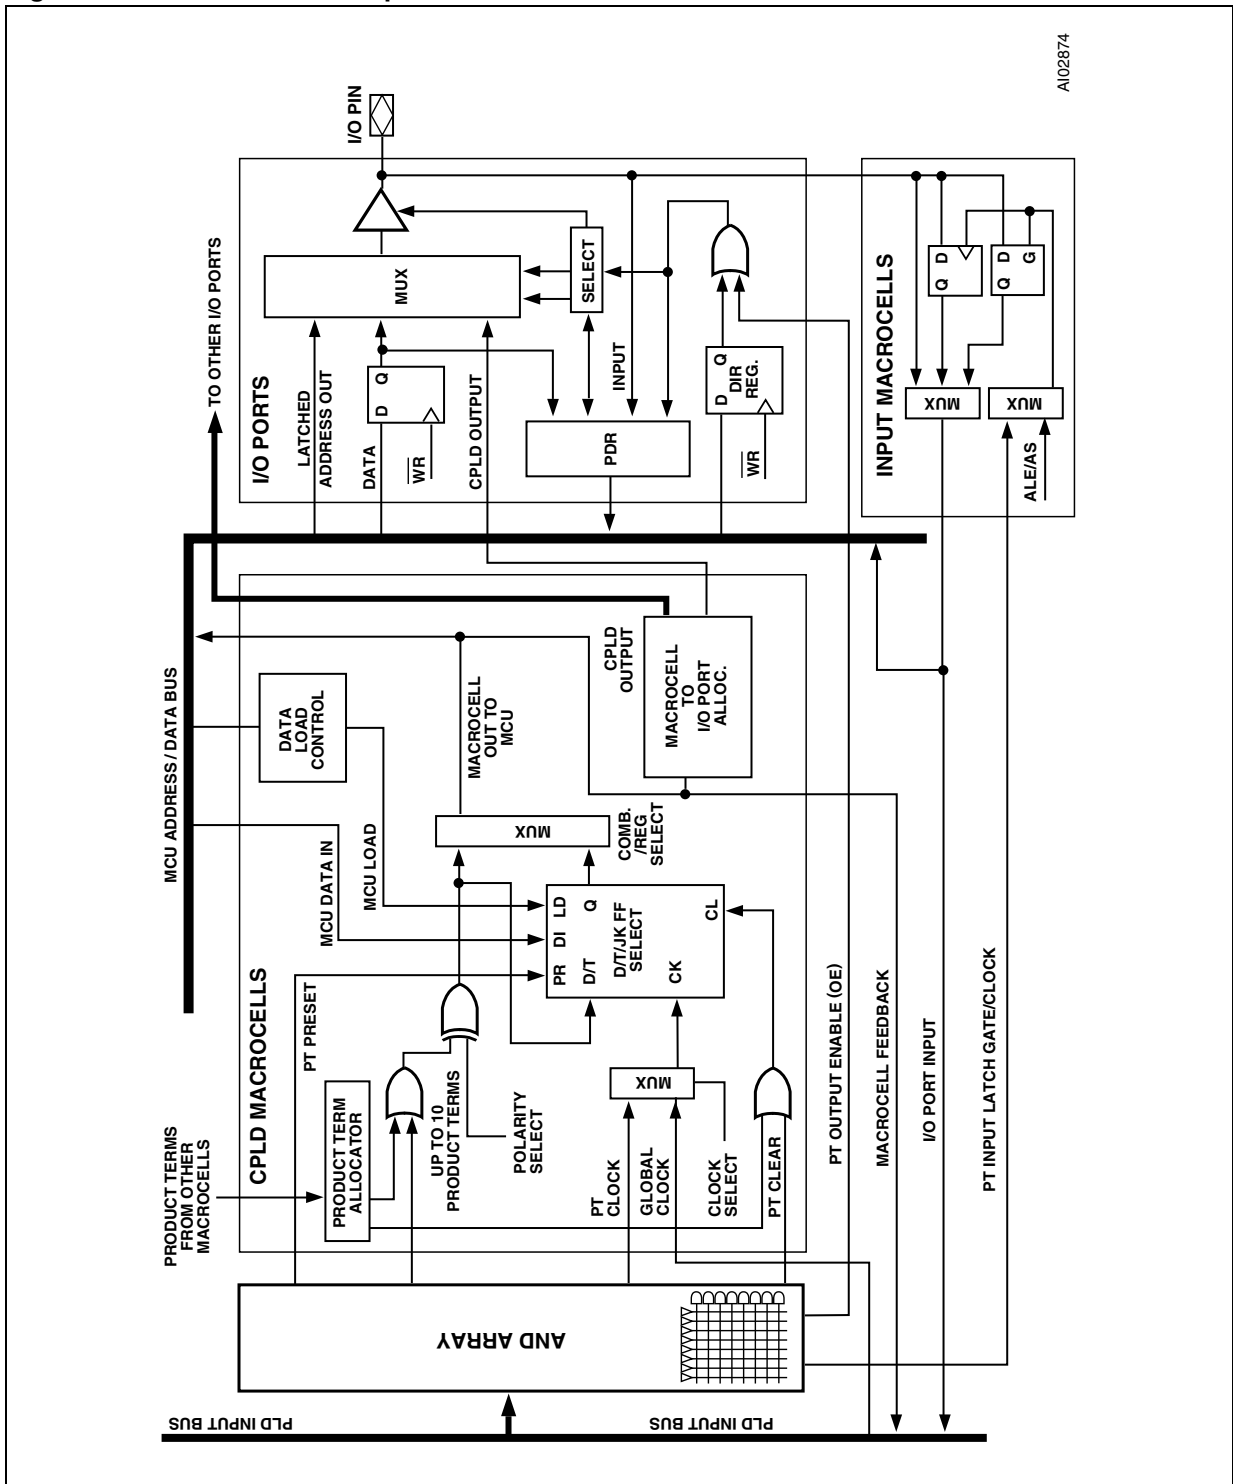 AI02874
I/O PIN
TO OTHER I/O PORTS
I/O PORTS
MUX
SELECT
LATCHED
ADDRESS OUT
DATA
D Q
WR
CPLD OUTPUT
INPUT
PDR
D Q
DIR
REG.
WR
INPUT MACROCELLS
Q D
Q D
G
MUX
MUX
ALE/AS
MCU ADDRESS / DATA BUS
DATA
LOAD
CONTROL
MACROCELL
OUT TO
MCU
CPLD
OUTPUT
MACROCELL
TO
I/O PORT
ALLOC.
MCU DATA IN
MCU LOAD
MUX
COMB.
/REG
SELECT
CPLD MACROCELLS
PT PRESET
PR DI LD
D/T Q
D/T/JK FF
SELECT
CK
CL
PRODUCT TERMS
FROM OTHER
MACROCELLS
PRODUCT TERM
ALLOCATOR
UP TO 10
PRODUCT TERMS
POLARITY
SELECT
PT
CLOCK
GLOBAL
CLOCK
MUX
CLOCK
SELECT
PT CLEAR
PT OUTPUT ENABLE (OE)
MACROCELL FEEDBACK
I/O PORT INPUT
PT INPUT LATCH GATE/CLOCK
AND ARRAY
PLD INPUT BUS
PLD INPUT BUS